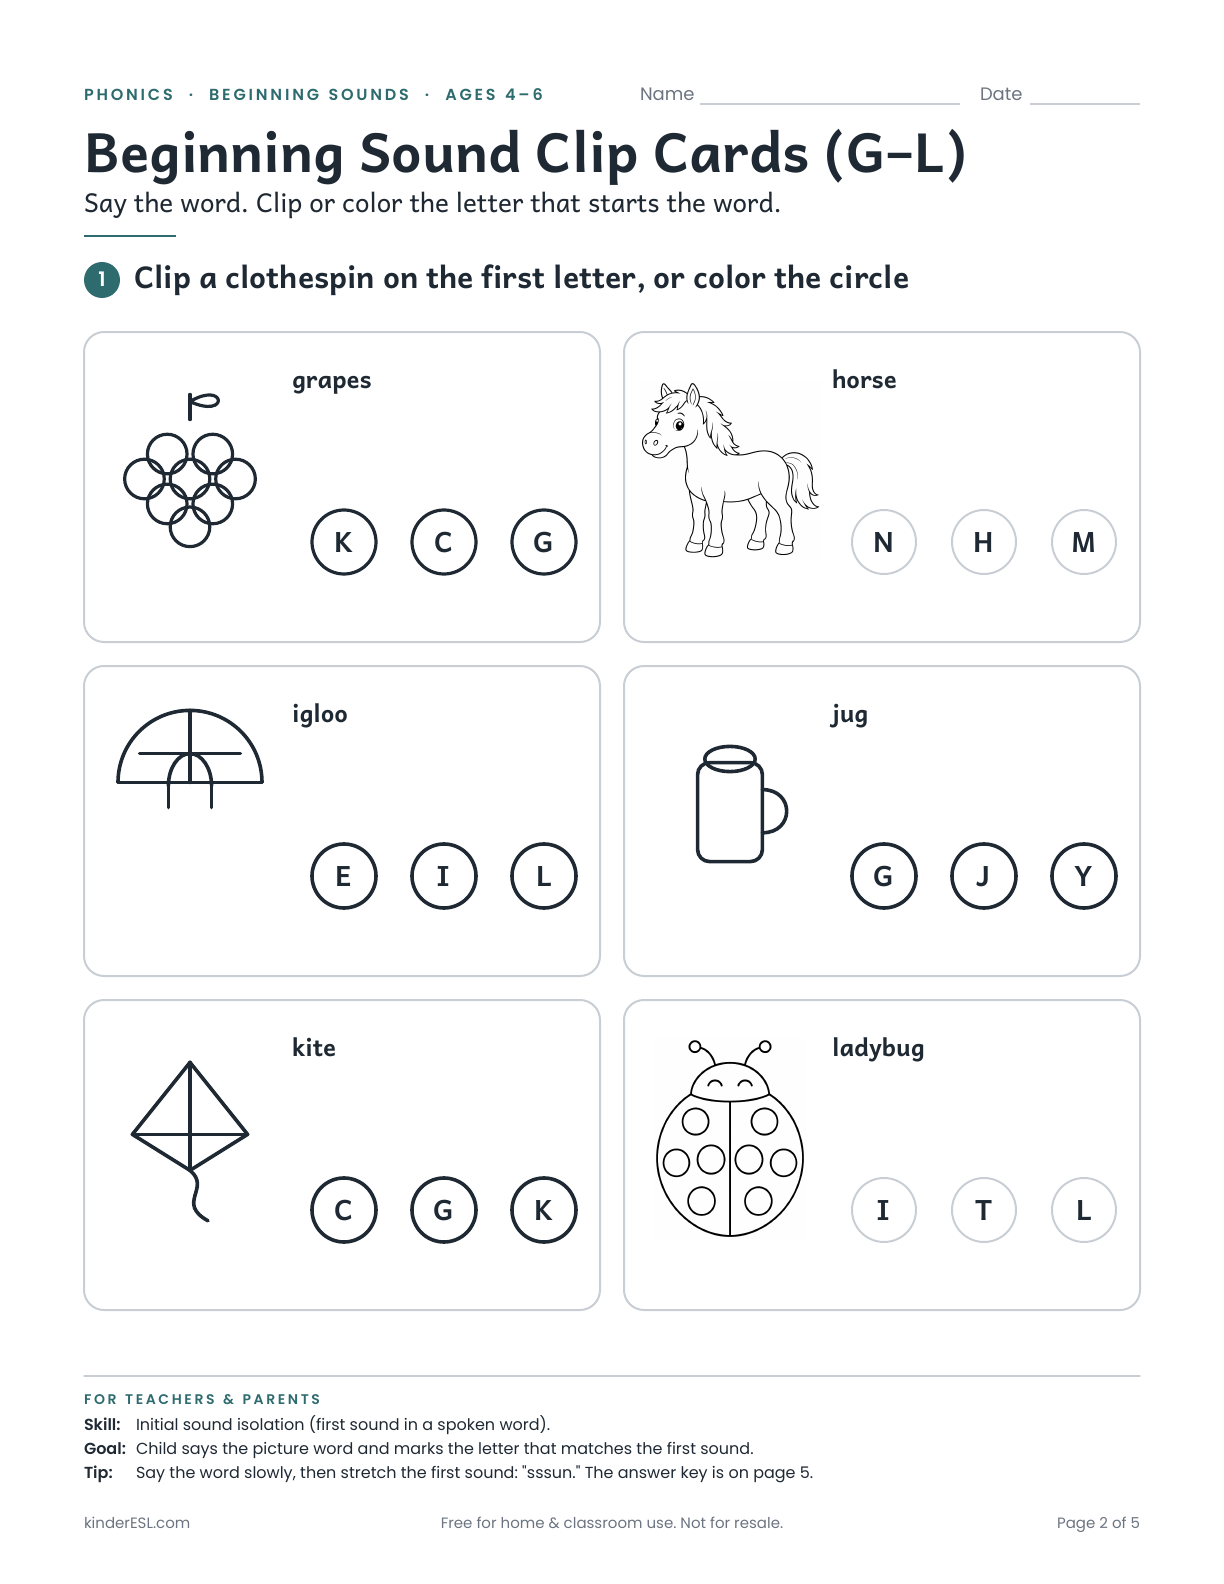 PHONICS · BEGINNING SOUNDS · AGES 4–6
Name
Date
Beginning Sound Clip Cards (G–L)
Say the word. Clip or color the letter that starts the word.
1 Clip a clothespin on the first letter, or color the circle
grapes
K C G
horse
N H M
igloo
E I L
jug
G J Y
kite
C G K
ladybug
I T L
FOR TEACHERS & PARENTS
Skill: Initial sound isolation (first sound in a spoken word).
Goal: Child says the picture word and marks the letter that matches the first sound.
Tip: Say the word slowly, then stretch the first sound: "sssun." The answer key is on page 5.
kinderESL.com
Free for home & classroom use. Not for resale.
Page 2 of 5